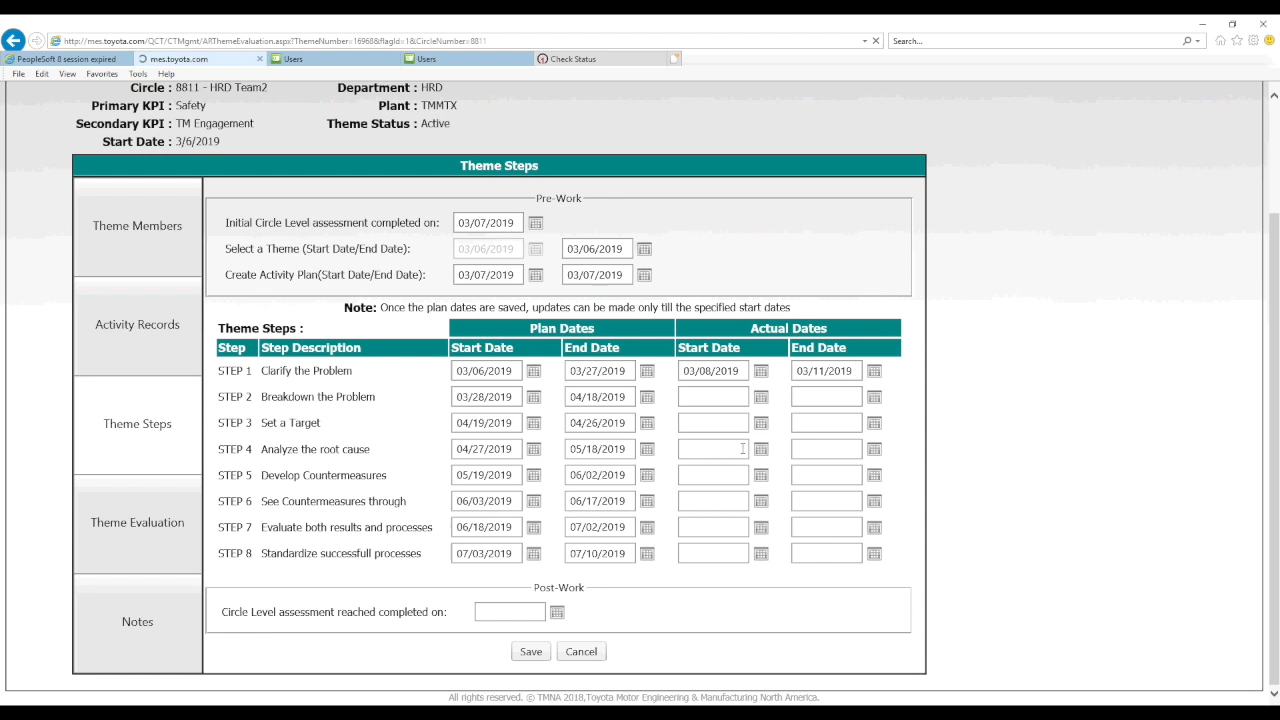 http://mes.toyota.com/QCT/CTMgmt/ARThemeEvaluation.aspx?ThemeNumber=16968&flagId=1&CircleNumber=8811
Search...
PeopleSoft 8 session expired
mes.toyota.com
Users
Users
Check Status
File Edit View Favorites Tools Help
Circle : 8811 - HRD Team2 Department : HRD
Primary KPI : Safety Plant : TMMTX
Secondary KPI : TM Engagement Theme Status : Active
Start Date : 3/6/2019
Theme Steps
Theme Members
Activity Records
Theme Steps
Theme Evaluation
Notes
Pre-Work
Initial Circle Level assessment completed on: 03/07/2019
Select a Theme (Start Date/End Date): 03/06/2019 03/06/2019
Create Activity Plan(Start Date/End Date): 03/07/2019 03/07/2019
Note: Once the plan dates are saved, updates can be made only till the specified start dates
Theme Steps : Plan Dates Actual Dates
Step Step Description Start Date End Date Start Date End Date
STEP 1 Clarify the Problem 03/06/2019 03/27/2019 03/08/2019 03/11/2019
STEP 2 Breakdown the Problem 03/28/2019 04/18/2019
STEP 3 Set a Target 04/19/2019 04/26/2019
STEP 4 Analyze the root cause 04/27/2019 05/18/2019
STEP 5 Develop Countermeasures 05/19/2019 06/02/2019
STEP 6 See Countermeasures through 06/03/2019 06/17/2019
STEP 7 Evaluate both results and processes 06/18/2019 07/02/2019
STEP 8 Standardize successfull processes 07/03/2019 07/10/2019
Post-Work
Circle Level assessment reached completed on:
Save Cancel
All rights reserved. © TMNA 2018,Toyota Motor Engineering & Manufacturing North America.